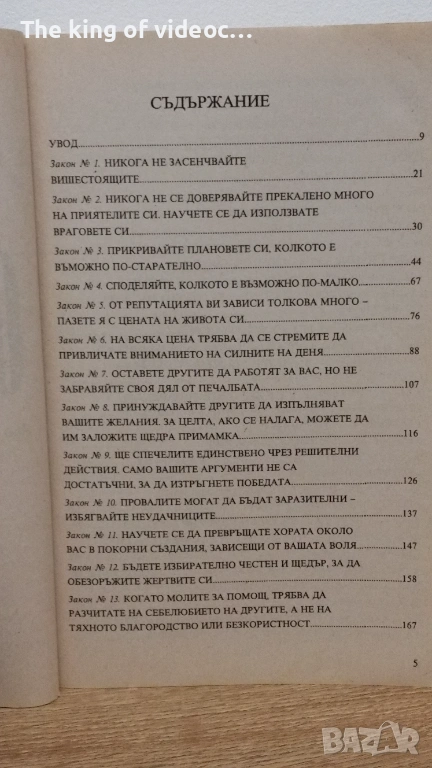 The king of videoc...
СЪДЪРЖАНИЕ
УВОД........9
Закон № 1. НИКОГА НЕ ЗАСЕНЧВАЙТЕ
ВИШЕСТОЯЩИТЕ........21
Закон № 2. НИКОГА НЕ СЕ ДОВЕРЯВАЙТЕ ПРЕКАЛЕНО МНОГО
НА ПРИЯТЕЛИТЕ СИ. НАУЧЕТЕ СЕ ДА ИЗПОЛЗВАТЕ
ВРАГОВЕТЕ СИ........30
Закон № 3. ПРИКРИВАЙТЕ ПЛАНОВЕТЕ СИ, КОЛКОТО Е
ВЪМОЖНО ПО-СТАРАТЕЛНО........44
Закон № 4. СПОДЕЛЯЙТЕ, КОЛКОТО Е ВЪЗМОЖНО ПО-МАЛКО........67
Закон № 5. ОТ РЕПУТАЦИЯТА ВИ ЗАВИСИ ТОЛКОВА МНОГО –
ПАЗЕТЕ Я С ЦЕНАТА НА ЖИВОТА СИ........76
Закон № 6. НА ВСЯКА ЦЕНА ТРЯБВА ДА СЕ СТРЕМИТЕ ДА
ПРИВЛИЧАТЕ ВНИМАНИЕТО НА СИЛНИТЕ НА ДЕНЯ........88
Закон № 7. ОСТАВЕТЕ ДРУГИТЕ ДА РАБОТЯТ ЗА ВАС, НО НЕ
ЗАБРАВЯЙТЕ СВОЯ ДЯЛ ОТ ПЕЧАЛБАТА........107
Закон № 8. ПРИНУЖДАВАЙТЕ ДРУГИТЕ ДА ИЗПЪЛНЯВАТ
ВАШИТЕ ЖЕЛАНИЯ. ЗА ЦЕЛТА, АКО СЕ НАЛАГА, МОЖЕТЕ ДА
ИМ ЗАЛОЖИТЕ ЩЕДРА ПРИМАМКА........116
Закон № 9. ЩЕ СПЕЧЕЛИТЕ ЕДИНСТВЕНО ЧРЕЗ РЕШИТЕЛНИ
ДЕЙСТВИЯ. САМО ВАШИТЕ АРГУМЕНТИ НЕ СА
ДОСТАТЪЧНИ, ЗА ДА ИЗТРЪГНЕТЕ ПОБЕДАТА........126
Закон № 10. ПРОВАЛИТЕ МОГАТ ДА БЪДАТ ЗАРАЗИТЕЛНИ –
ИЗБЯГВАЙТЕ НЕУДАЧНИЦИТЕ........137
Закон № 11. НАУЧЕТЕ СЕ ДА ПРЕВРЪЩАТЕ ХОРАТА ОКОЛО
ВАС В ПОКОРНИ СЪЗДАНИЯ, ЗАВИСЕЩИ ОТ ВАШАТА ВОЛЯ........147
Закон № 12. БЪДЕТЕ ИЗБИРАТЕЛНО ЧЕСТЕН И ЩЕДЪР, ЗА ДА
ОБЕЗОРЪЖИТЕ ЖЕРТВИТЕ СИ........158
Закон № 13. КОГАТО МОЛИТЕ ЗА ПОМОЩ, ТРЯБВА ДА
РАЗЧИТАТЕ НА СЕБЕЛЮБИЕТО НА ДРУГИТЕ, А НЕ НА
ТЯХНОТО БЛАГОРОДСТВО ИЛИ БЕЗКОРИСТНОСТ........167
5
BAZAR